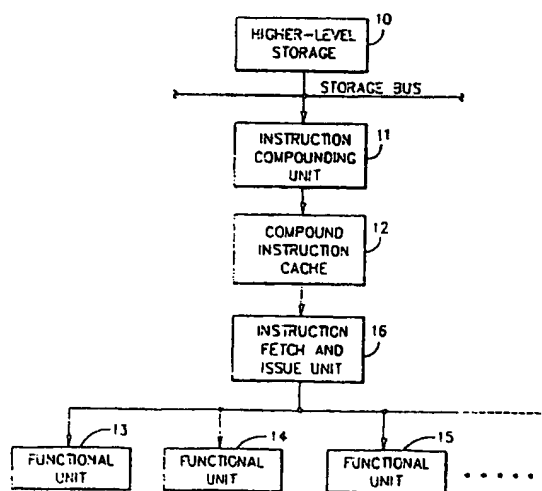 10
HIGHER-LEVEL
STORAGE
STORAGE BUS
11
INSTRUCTION
COMPOUNDING
UNIT
12
COMPOUND
INSTRUCTION
CACHE
16
INSTRUCTION
FETCH AND
ISSUE UNIT
13
14
15
FUNCTIONAL
UNIT
FUNCTIONAL
UNIT
FUNCTIONAL
UNIT